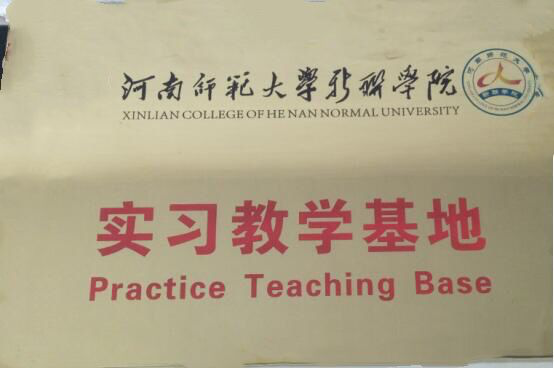 河南师范大学新联学院
XINLIAN COLLEGE OF HE NAN NORMAL UNIVERSITY
实习教学基地
Practice Teaching Base